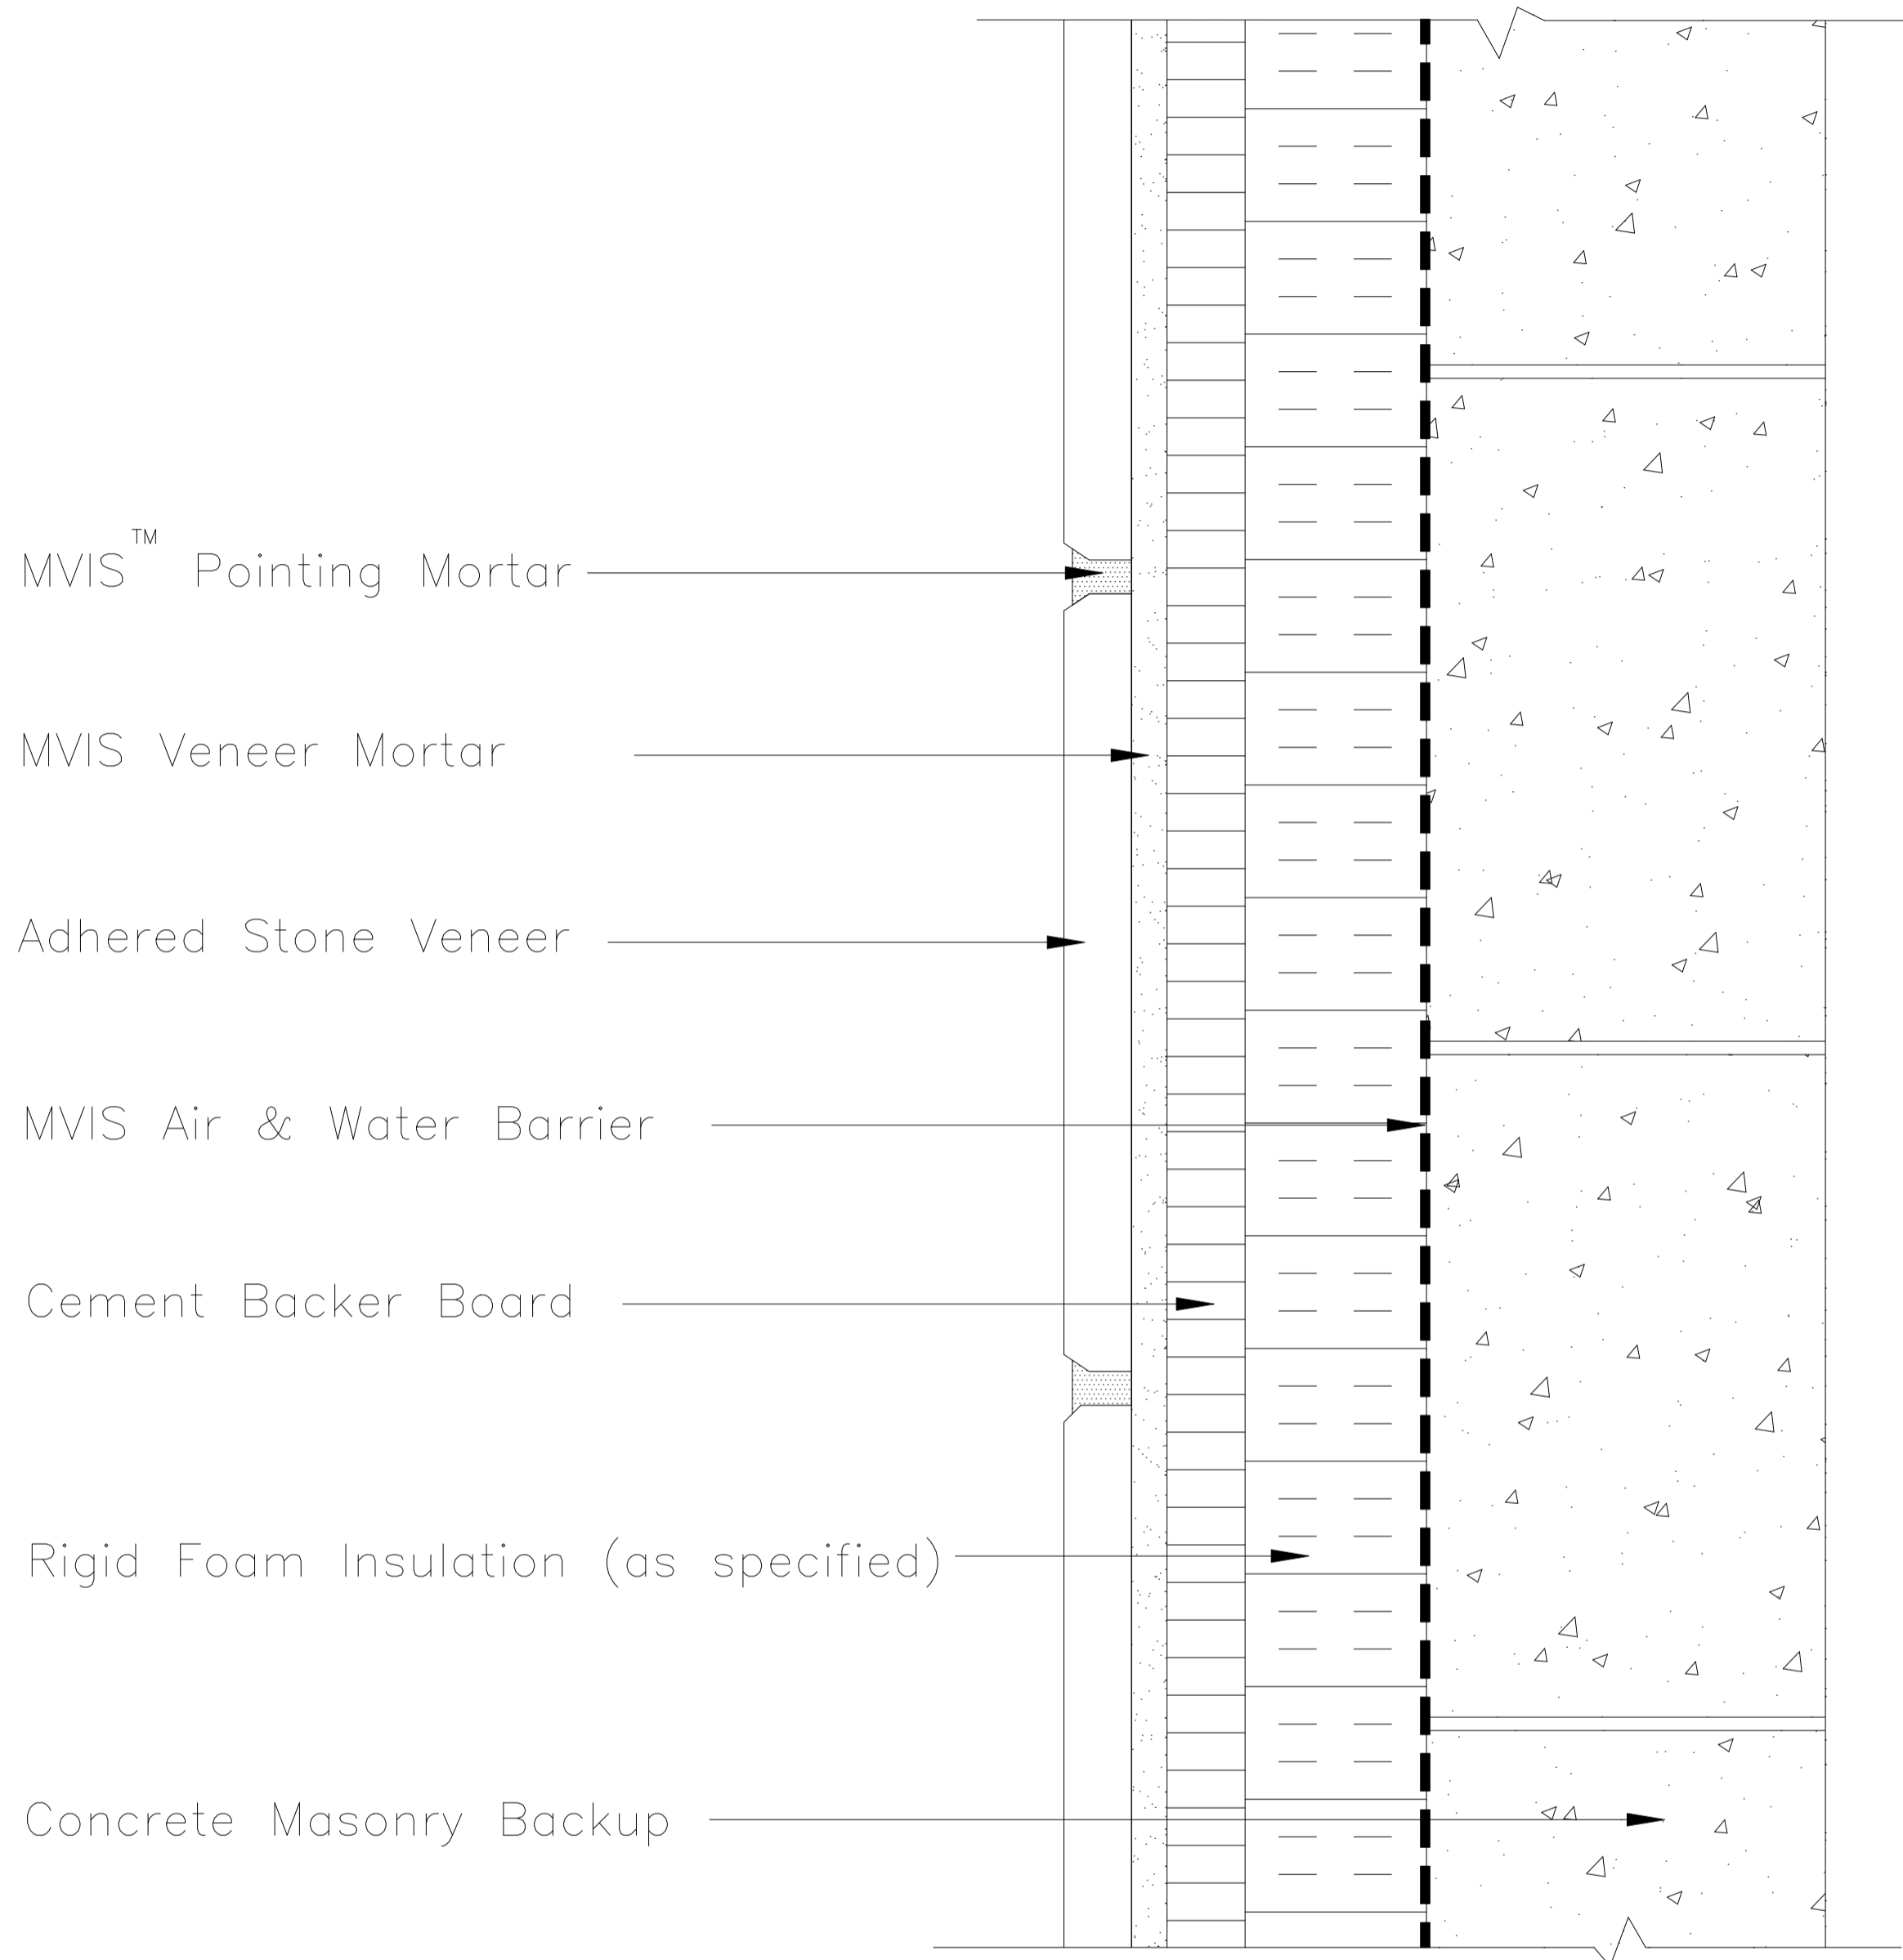 MVIS™ Pointing Mortar
MVIS Veneer Mortar
Adhered Stone Veneer
MVIS Air & Water Barrier
Cement Backer Board
Rigid Foam Insulation (as specified)
Concrete Masonry Backup